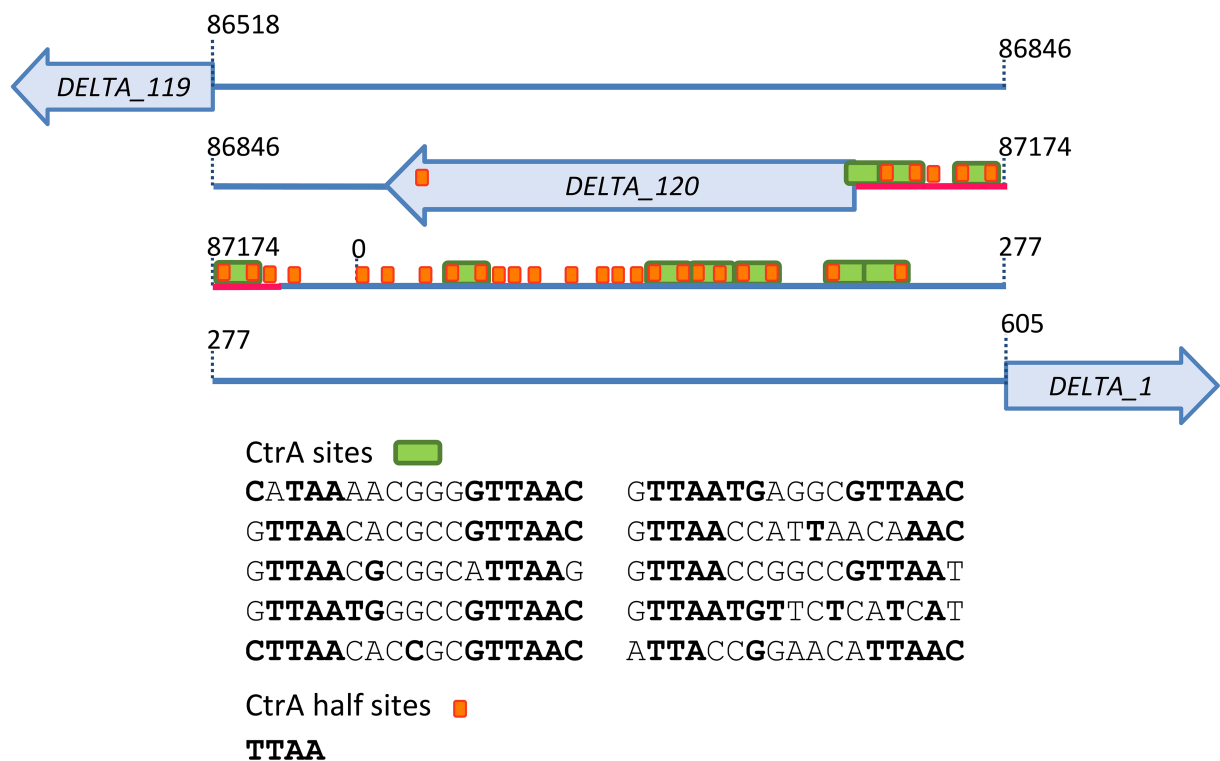 86518
86846
DELTA_119
86846
87174
DELTA_120
87174
0
277
277
605
DELTA_1
CtrA sites
CATAAAACGGGGTTAAC GTTAATGAGGCGTTAAC
GTTAACACGCCGTTAAC GTTAACCATTAACAAAC
GTTAACGCGGCATTAAG GTTAACCGGCCGTTAAT
GTTAATGGGCCGTTAAC GTTAATGTTCTCATCAT
CTTAACACCGCGTTAAC ATTACCGGAACATTAAC
CtrA half sites
TTAA